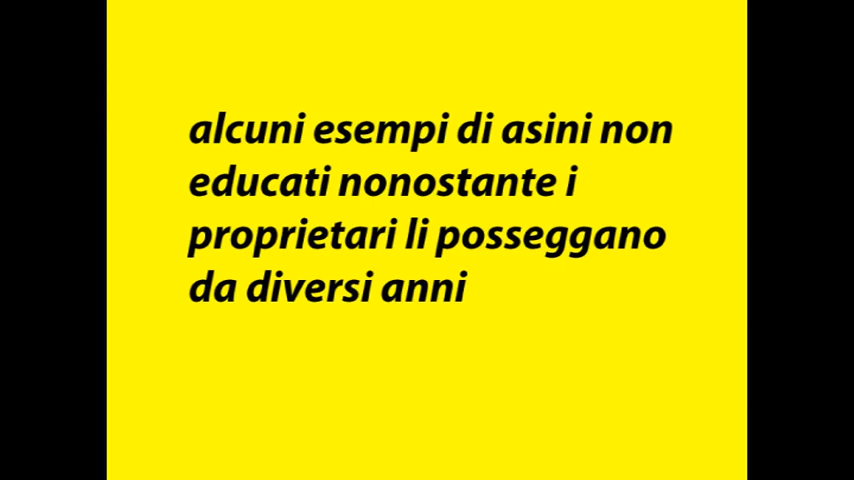 alcuni esempi di asini non
educati nonostante i
proprietari li posseggano
da diversi anni